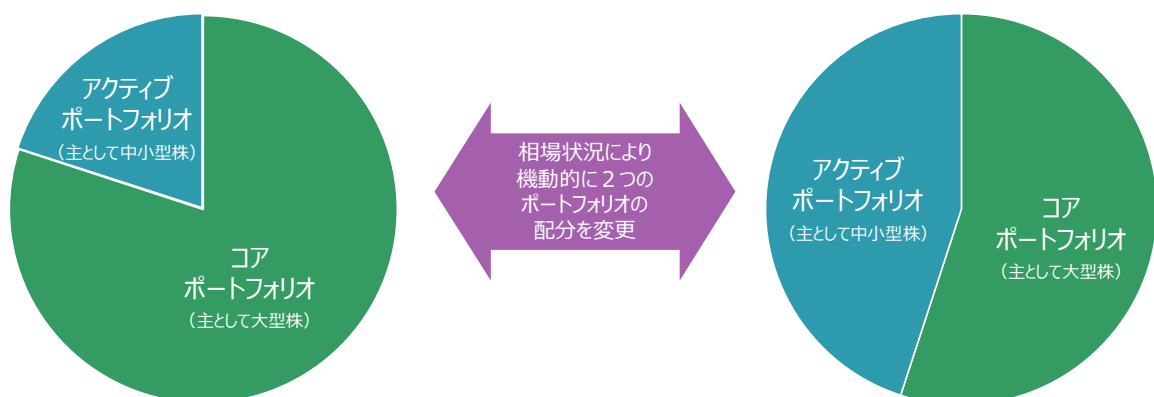 アクティブ
ポートフォリオ
（主として中小型株）
コア
ポートフォリオ
（主として大型株）
相場状況により
機動的に２つの
ポートフォリオの
配分を変更
アクティブ
ポートフォリオ
（主として中小型株）
コア
ポートフォリオ
（主として大型株）